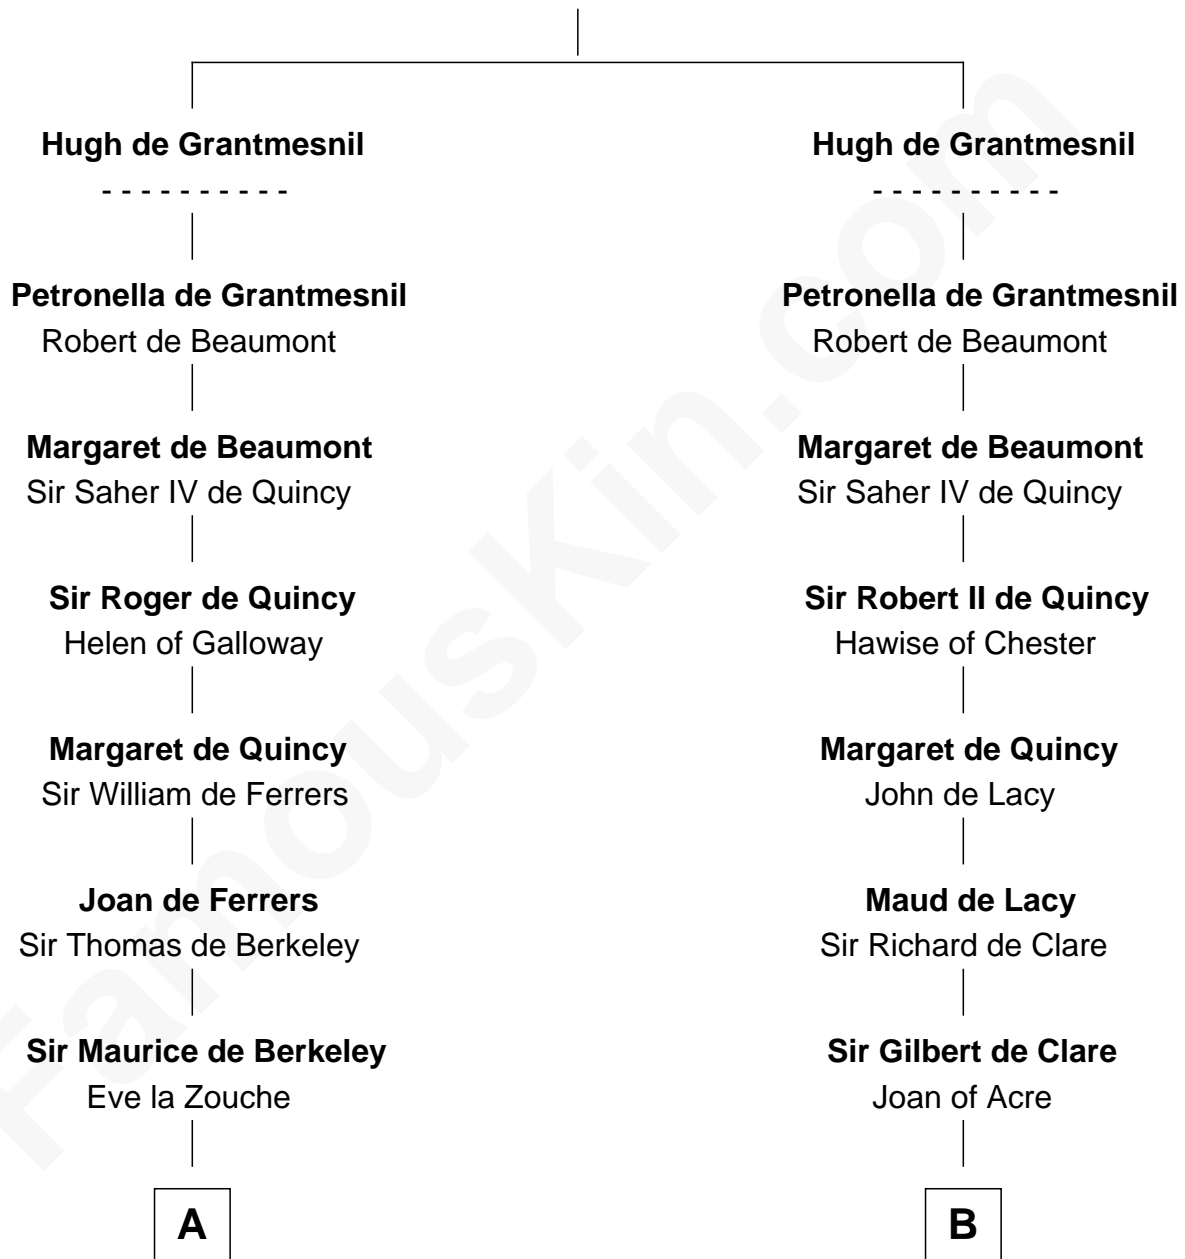 Hugh de Grantmesnil
- - - - - - - - - -
Petronella de Grantmesnil
Robert de Beaumont
Margaret de Beaumont
Sir Saher IV de Quincy
Sir Roger de Quincy
Helen of Galloway
Margaret de Quincy
Sir William de Ferrers
Joan de Ferrers
Sir Thomas de Berkeley
Sir Maurice de Berkeley
Eve la Zouche
A
Hugh de Grantmesnil
- - - - - - - - - -
Petronella de Grantmesnil
Robert de Beaumont
Margaret de Beaumont
Sir Saher IV de Quincy
Sir Robert II de Quincy
Hawise of Chester
Margaret de Quincy
John de Lacy
Maud de Lacy
Sir Richard de Clare
Sir Gilbert de Clare
Joan of Acre
B
FamousKin.com